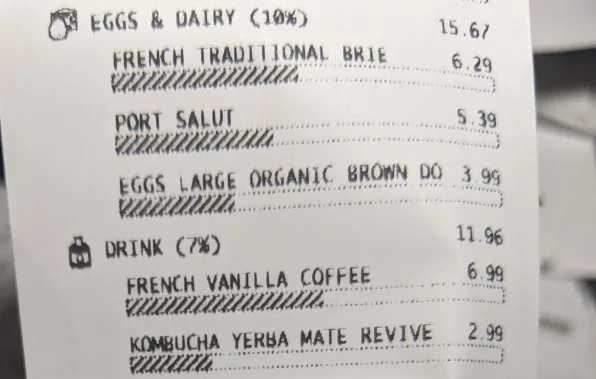 EGGS & DAIRY (10%) 15.67
FRENCH TRADITIONAL BRIE 6.29
PORT SALUT 5.39
EGGS LARGE ORGANIC BROWN DO 3.99
DRINK (7%) 11.96
FRENCH VANILLA COFFEE 6.99
KOMBUCHA YERBA MATE REVIVE 2.99